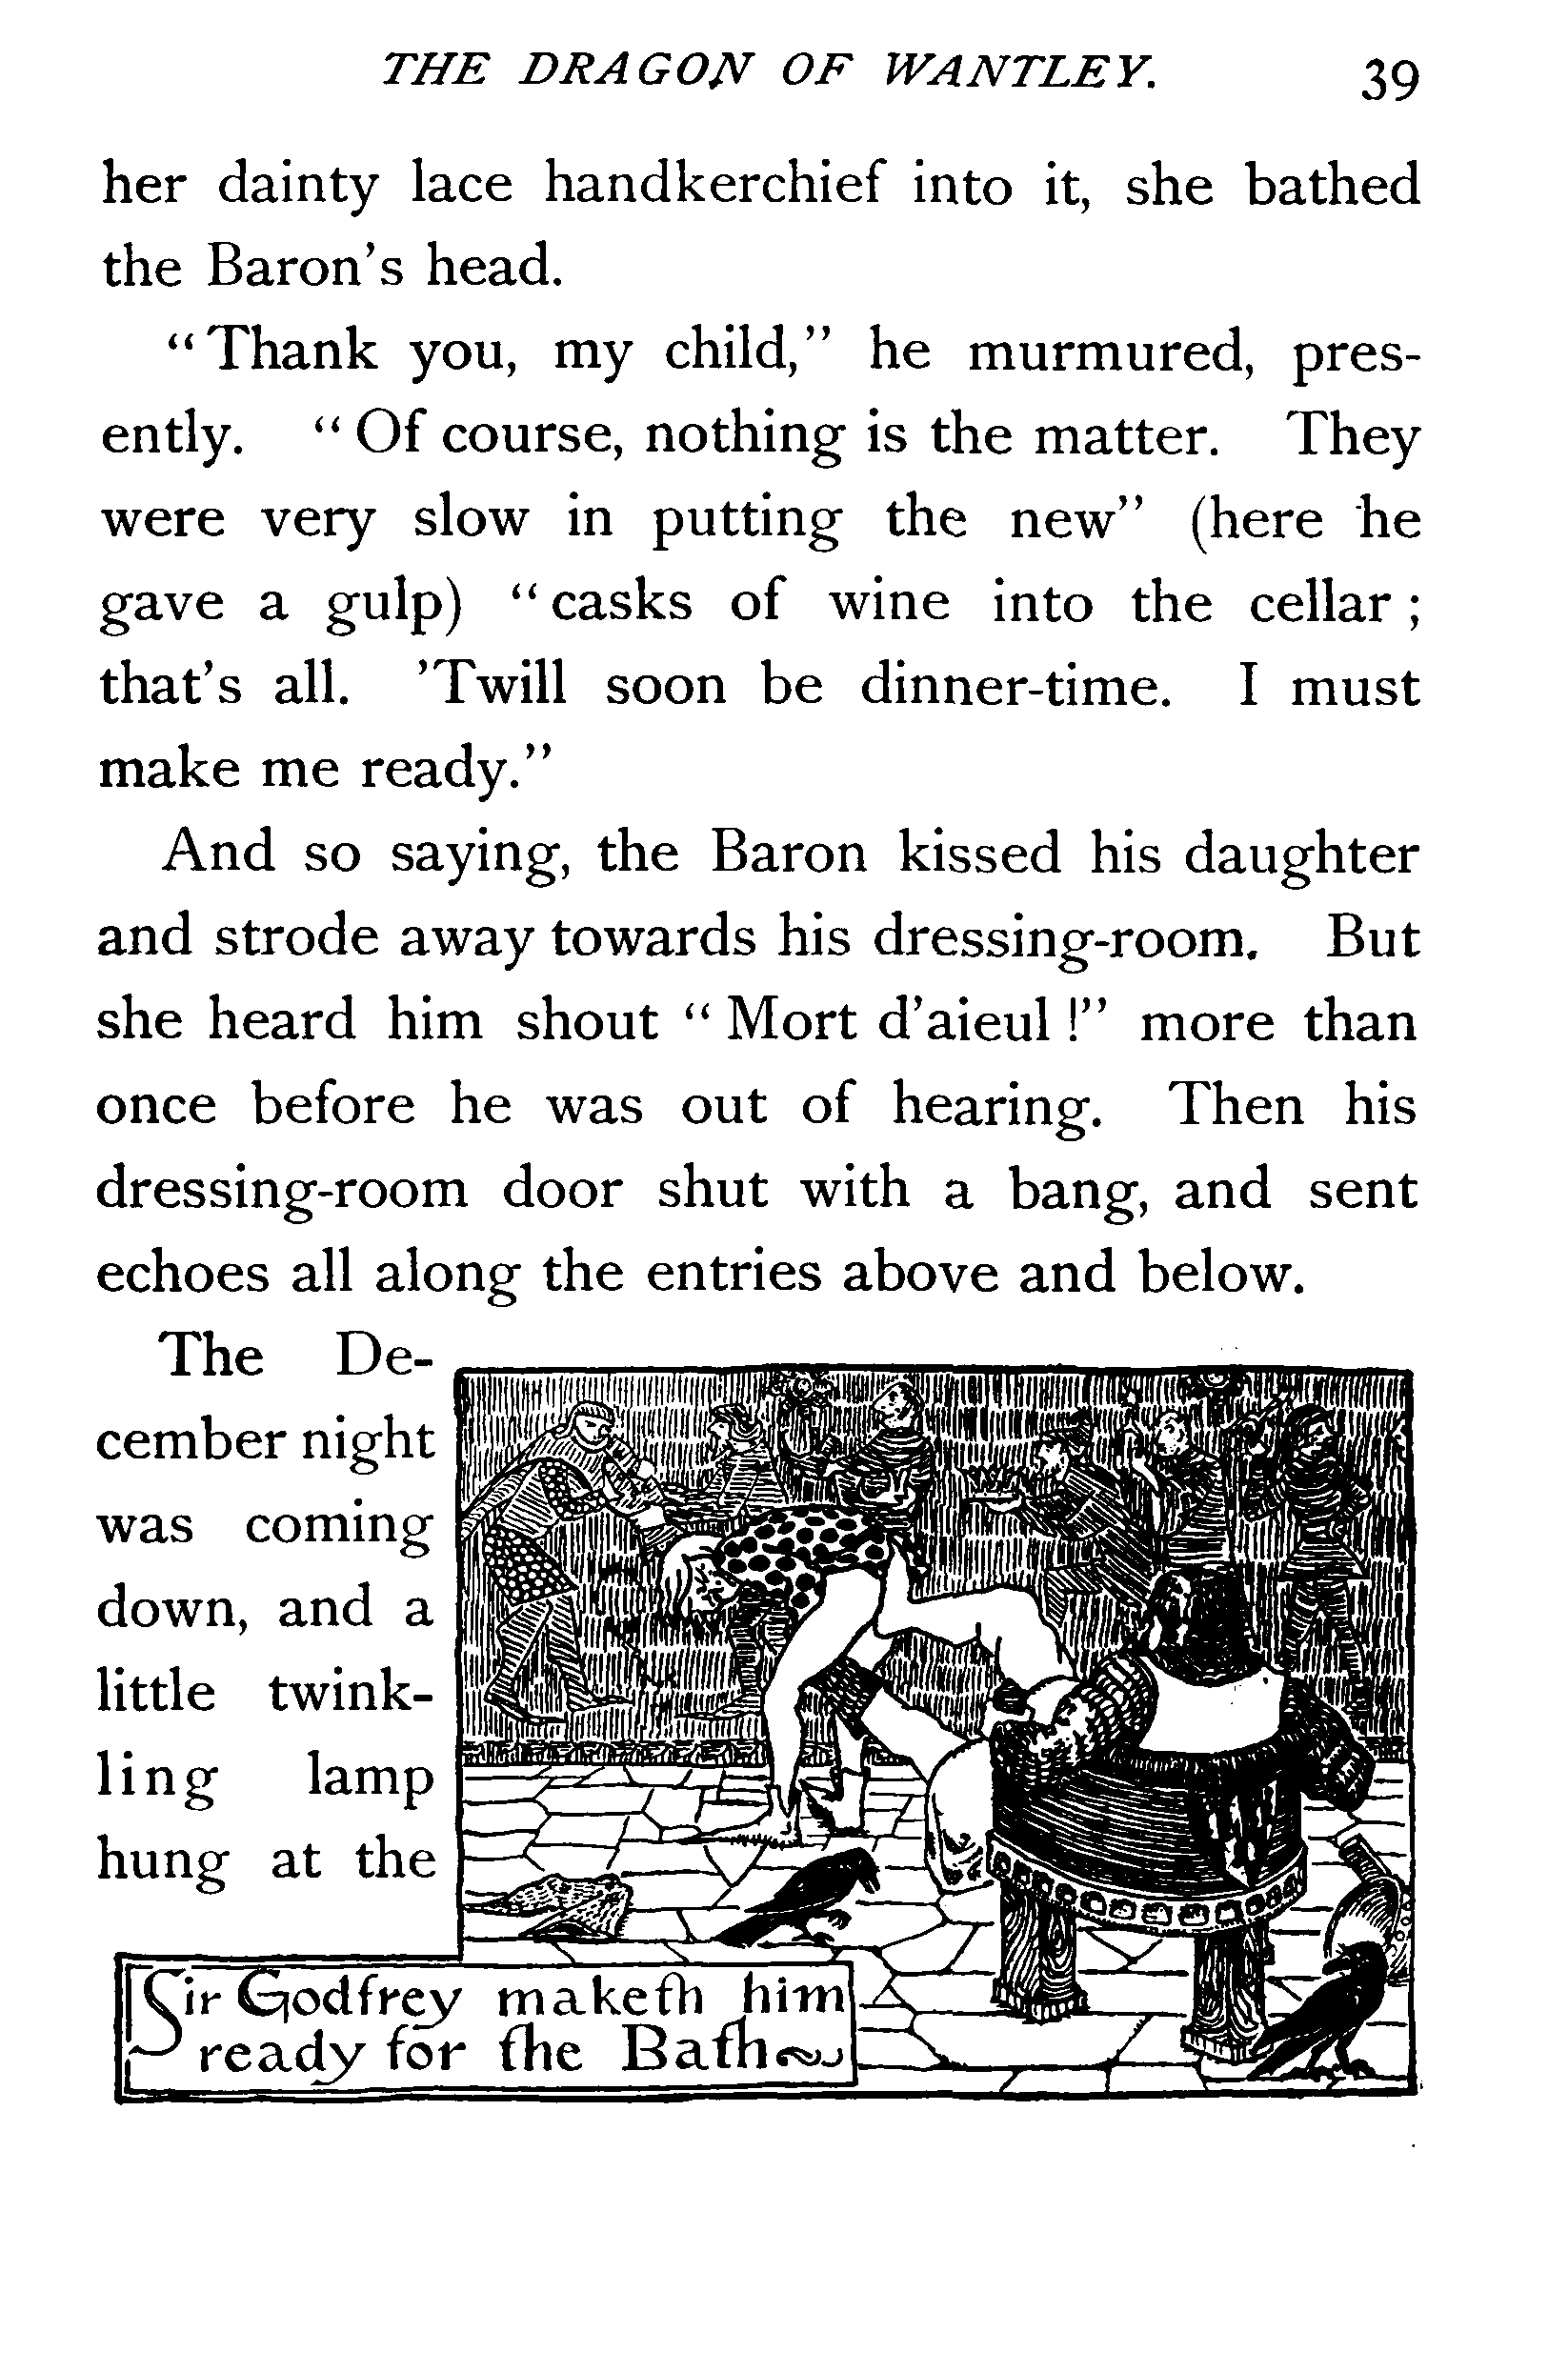 THE DRAGON OF WANTLEY. 39
her dainty lace handkerchief into it, she bathed
the Baron's head.
“Thank you, my child,” he murmured, pres-
ently. “Of course, nothing is the matter. They
were very slow in putting the new” (here he
gave a gulp) “casks of wine into the cellar;
that's all. ’Twill soon be dinner-time. I must
make me ready.”
And so saying, the Baron kissed his daughter
and strode away towards his dressing-room. But
she heard him shout “Mort d’aieul!” more than
once before he was out of hearing. Then his
dressing-room door shut with a bang, and sent
echoes all along the entries above and below.
The De-
cember night
was coming
down, and a
little twink-
ling lamp
hung at the
Sir Godfrey maketh him
ready for the Bath